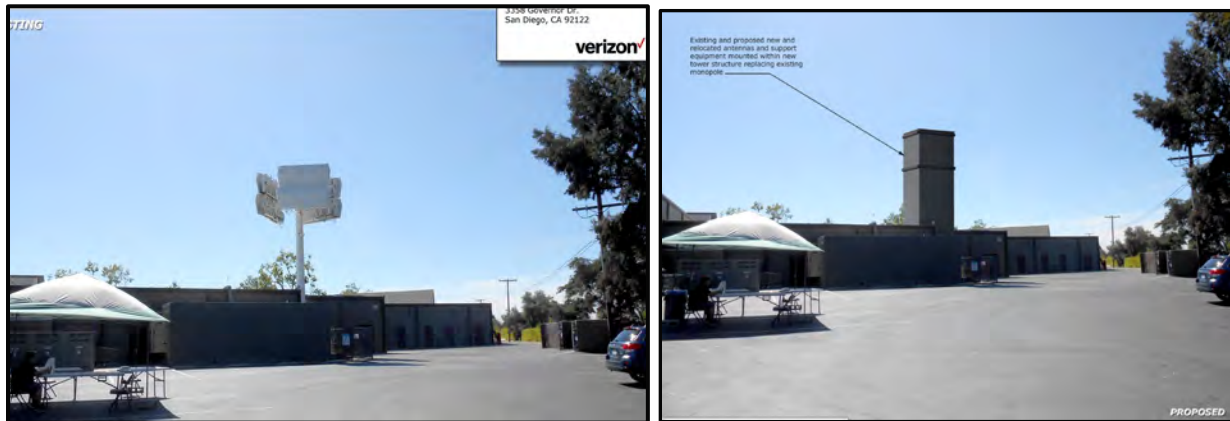 STING
3358 Governor Dr.
San Diego, CA 92122
verizon
Existing and proposed new and
relocated antennas and support
equipment mounted within new
tower structure replacing existing
monopole
PROPOSED